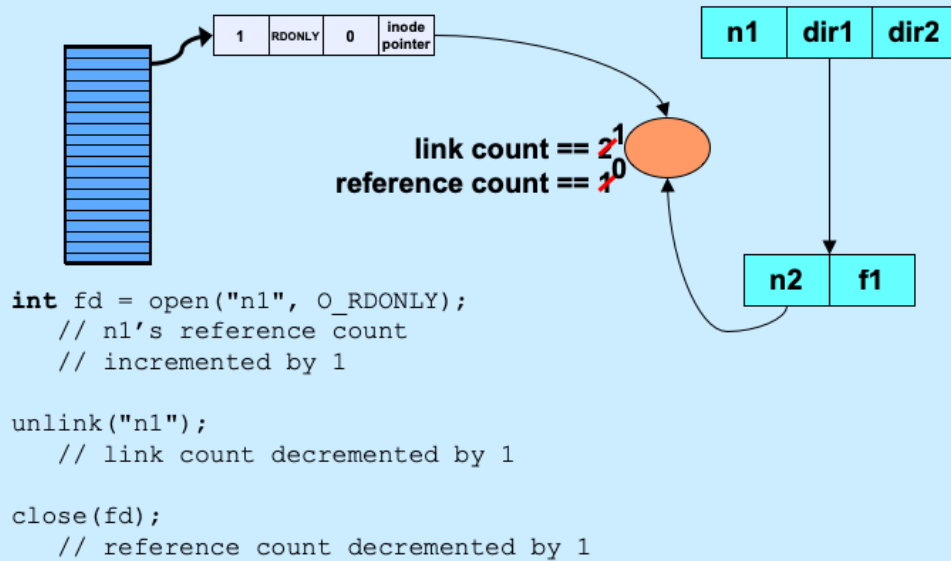 1 RDONLY 0 inode pointer
n1 dir1 dir2
link count == 2 1
reference count == 1 0
n2 f1
int fd = open("n1", O_RDONLY);
// n1’s reference count
// incremented by 1
unlink("n1");
// link count decremented by 1
close(fd);
// reference count decremented by 1